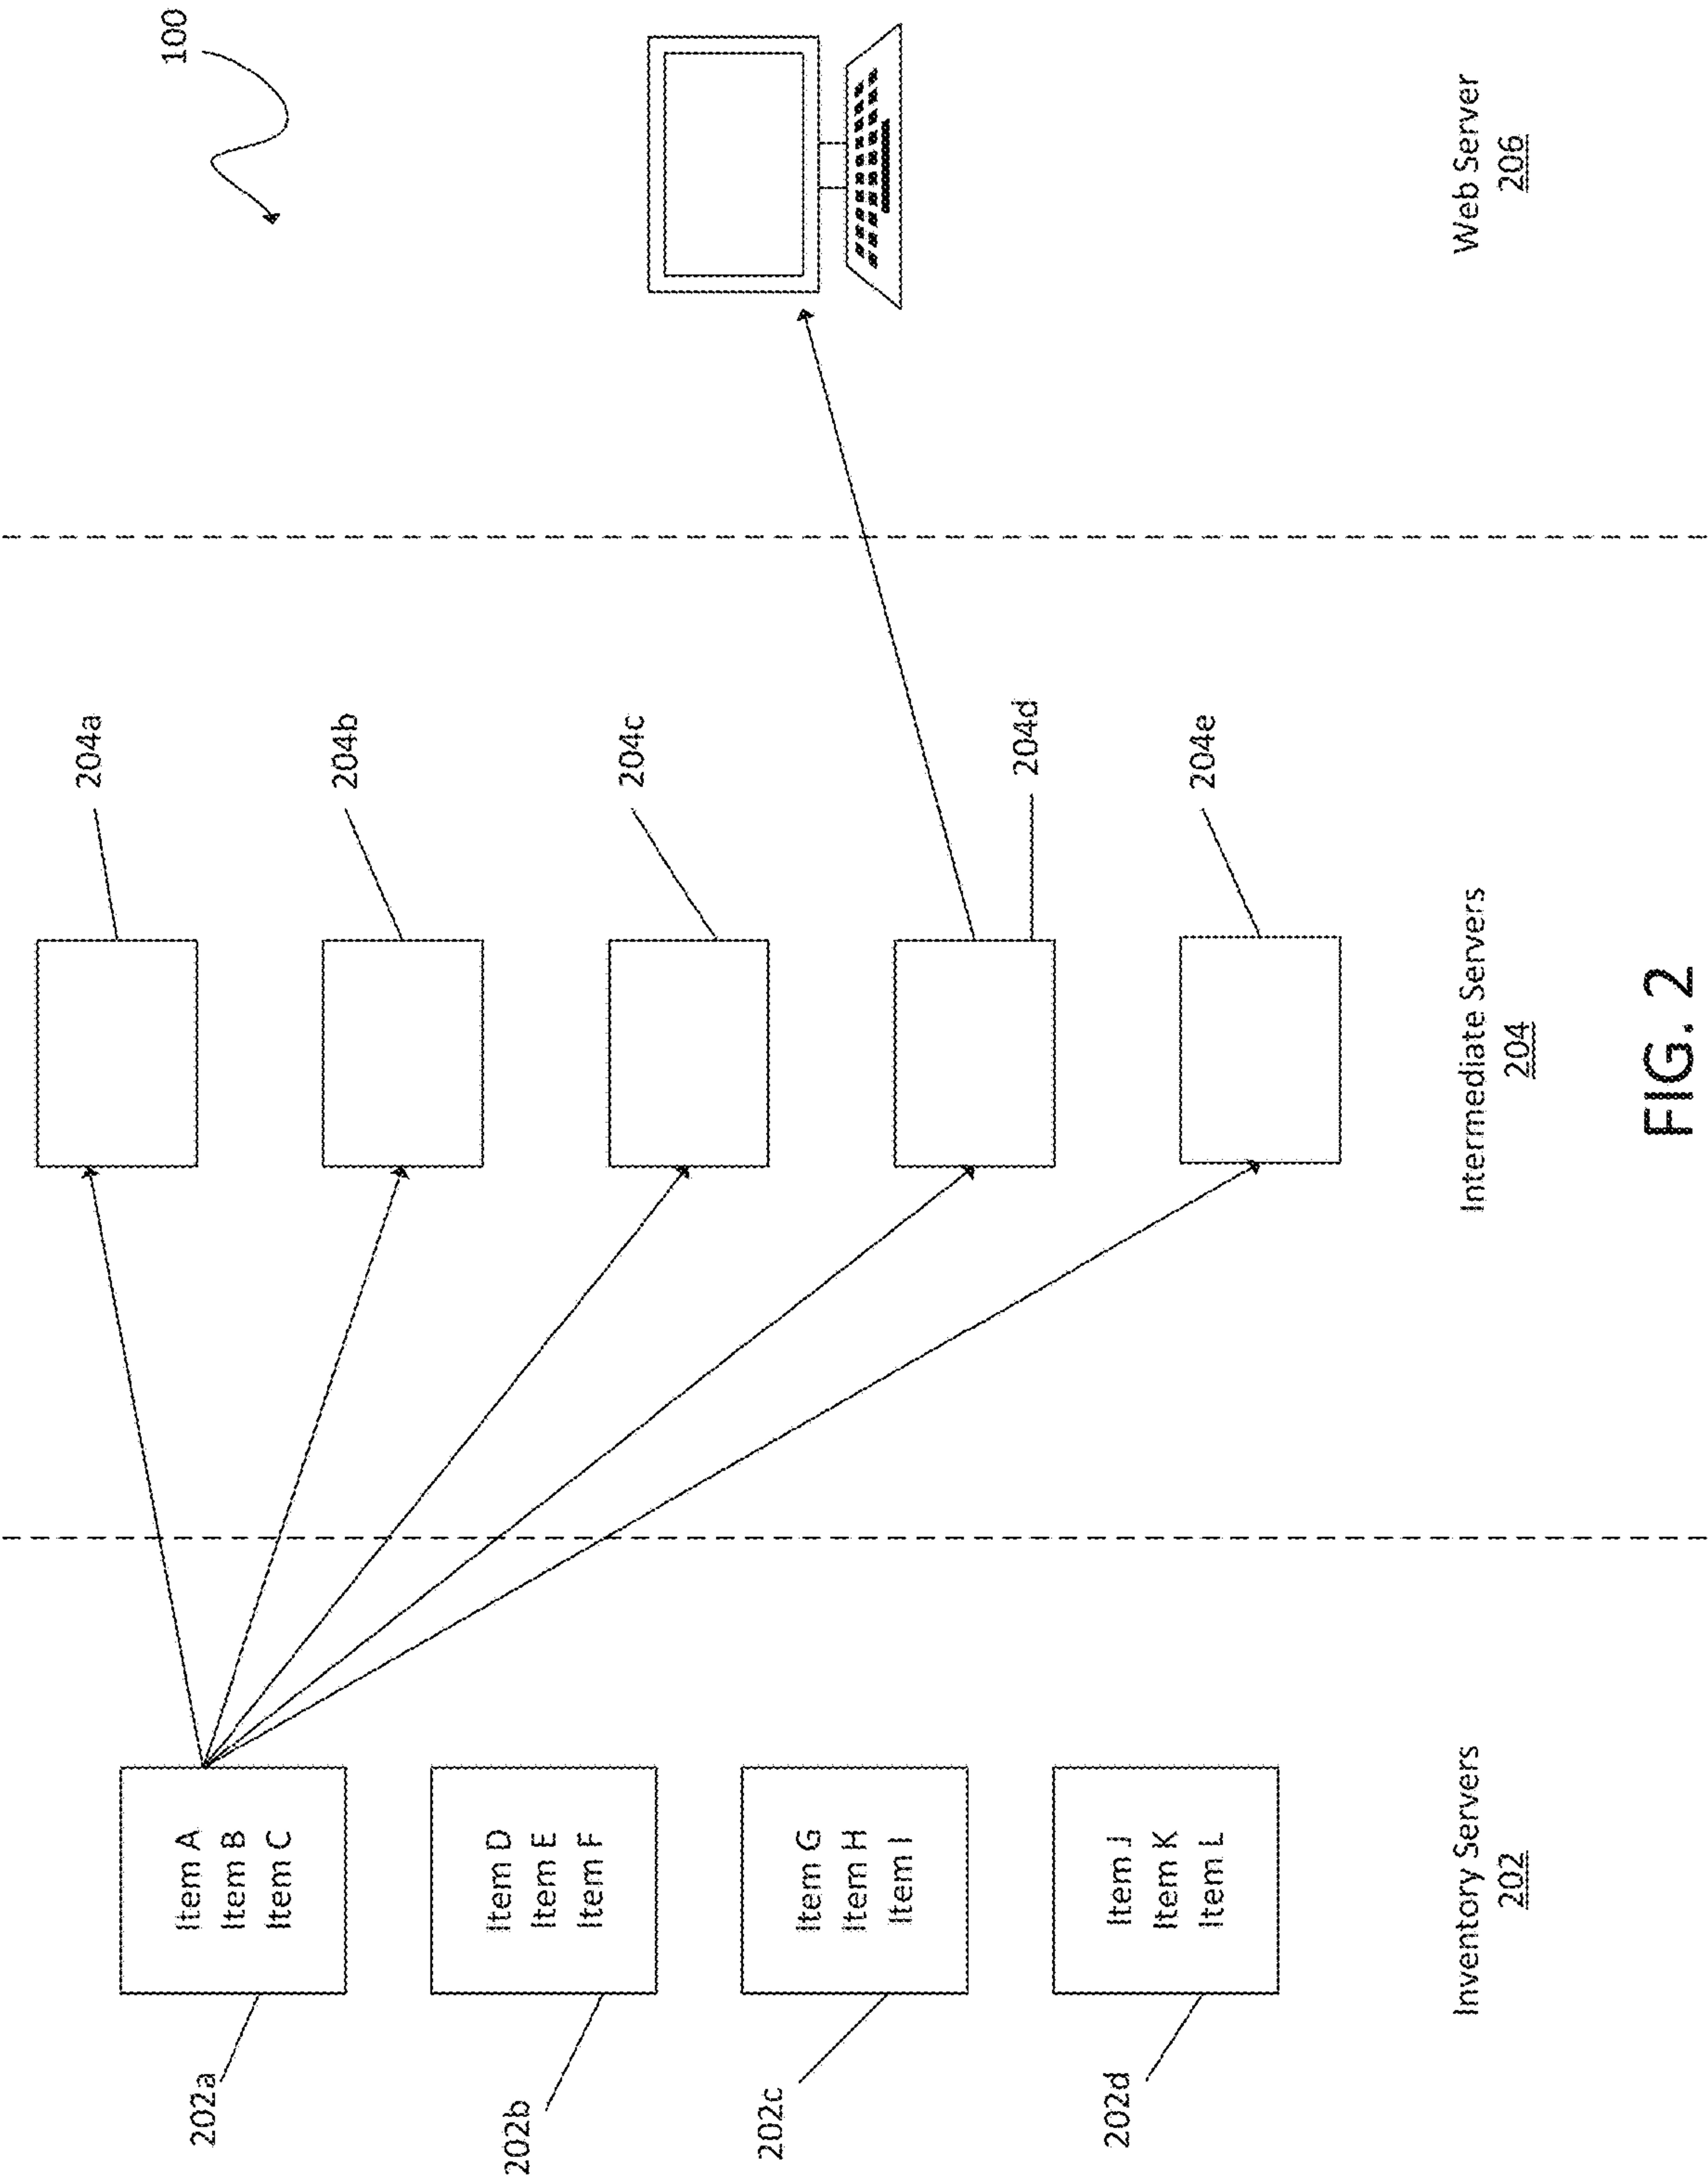 100
202a
Item A
Item B
Item C
202b
Item D
Item E
Item F
202c
Item G
Item H
Item I
202d
Item J
Item K
Item L
204a
204b
204c
204d
204e
Inventory Servers
202
Intermediate Servers
204
Web Server
206
FIG. 2